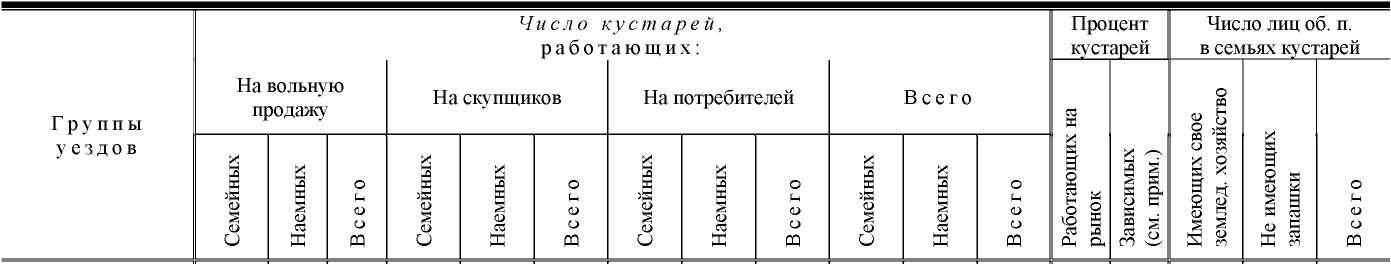 Число кустарей,
работающих:
Процент
кустарей
Число лиц об. п.
в семьях кустарей
Группы
уездов
На вольную
продажу
На скупщиков
На потребителей
Всего
Семейных
Наемных
Всего
Семейных
Наемных
Всего
Семейных
Наемных
Всего
Семейных
Наемных
Всего
Работающих на
рынок
Зависимых
(см. прим.)
Имеющих свое
землед. хозяйство
Не имеющих
запашки
Всего